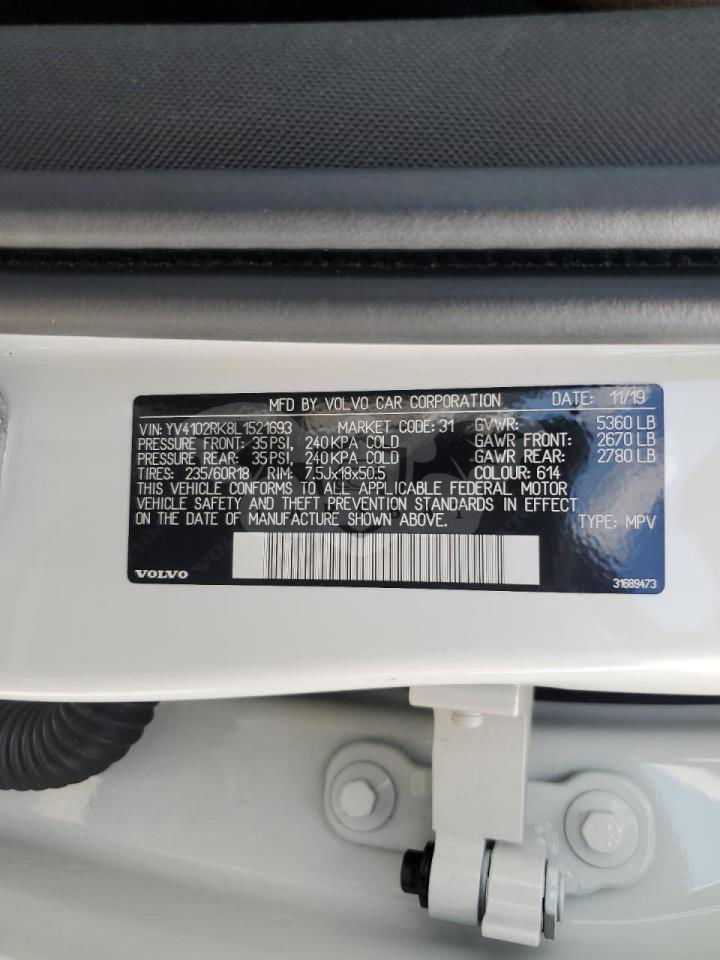 MFD BY VOLVO CAR CORPORATION DATE: 11/19
VIN: YV4102RK8L1521693 MARKET CODE: 31 GVWR: 5360 LB
PRESSURE FRONT: 35 PSI, 240 KPA COLD GAWR FRONT: 2670 LB
PRESSURE REAR: 35 PSI, 240 KPA COLD GAWR REAR: 2780 LB
TIRES: 235/60R18 RIM: 7.5Jx18x50.5 COLOUR: 614
THIS VEHICLE CONFORMS TO ALL APPLICABLE FEDERAL MOTOR
VEHICLE SAFETY AND THEFT PREVENTION STANDARDS IN EFFECT
ON THE DATE OF MANUFACTURE SHOWN ABOVE. TYPE: MPV
VOLVO 31689473